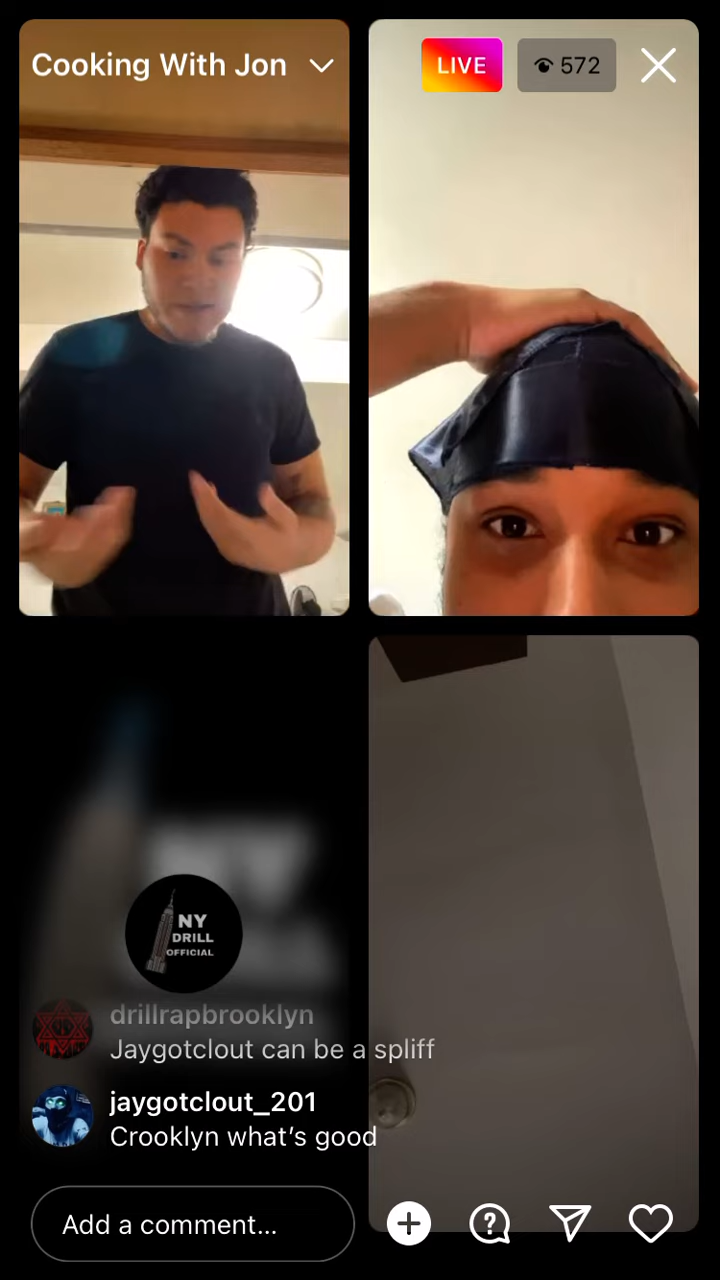 Cooking With Jon
LIVE
572
NY
DRILL
OFFICIAL
drillrapbrooklyn
Jaygotclout can be a spliff
jaygotclout_201
Crooklyn what's good
Add a comment...